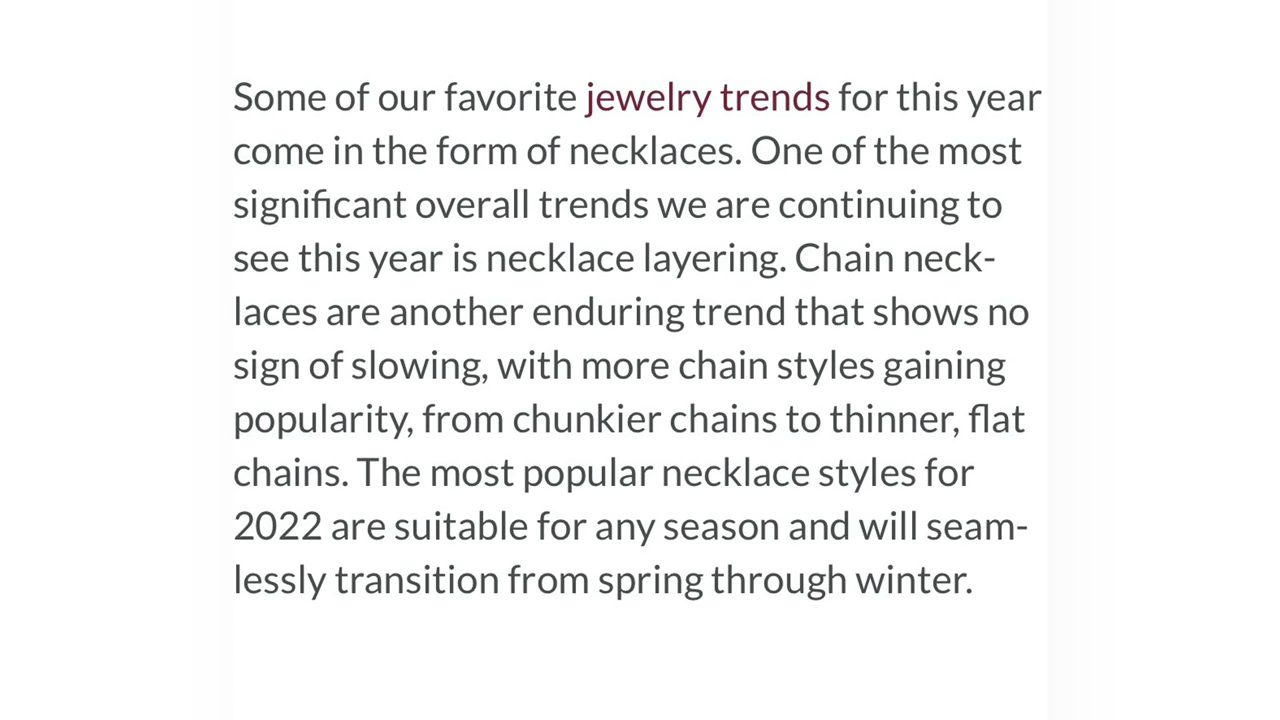 Some of our favorite jewelry trends for this year
come in the form of necklaces. One of the most
significant overall trends we are continuing to
see this year is necklace layering. Chain neck-
laces are another enduring trend that shows no
sign of slowing, with more chain styles gaining
popularity, from chunkier chains to thinner, flat
chains. The most popular necklace styles for
2022 are suitable for any season and will seam-
lessly transition from spring through winter.